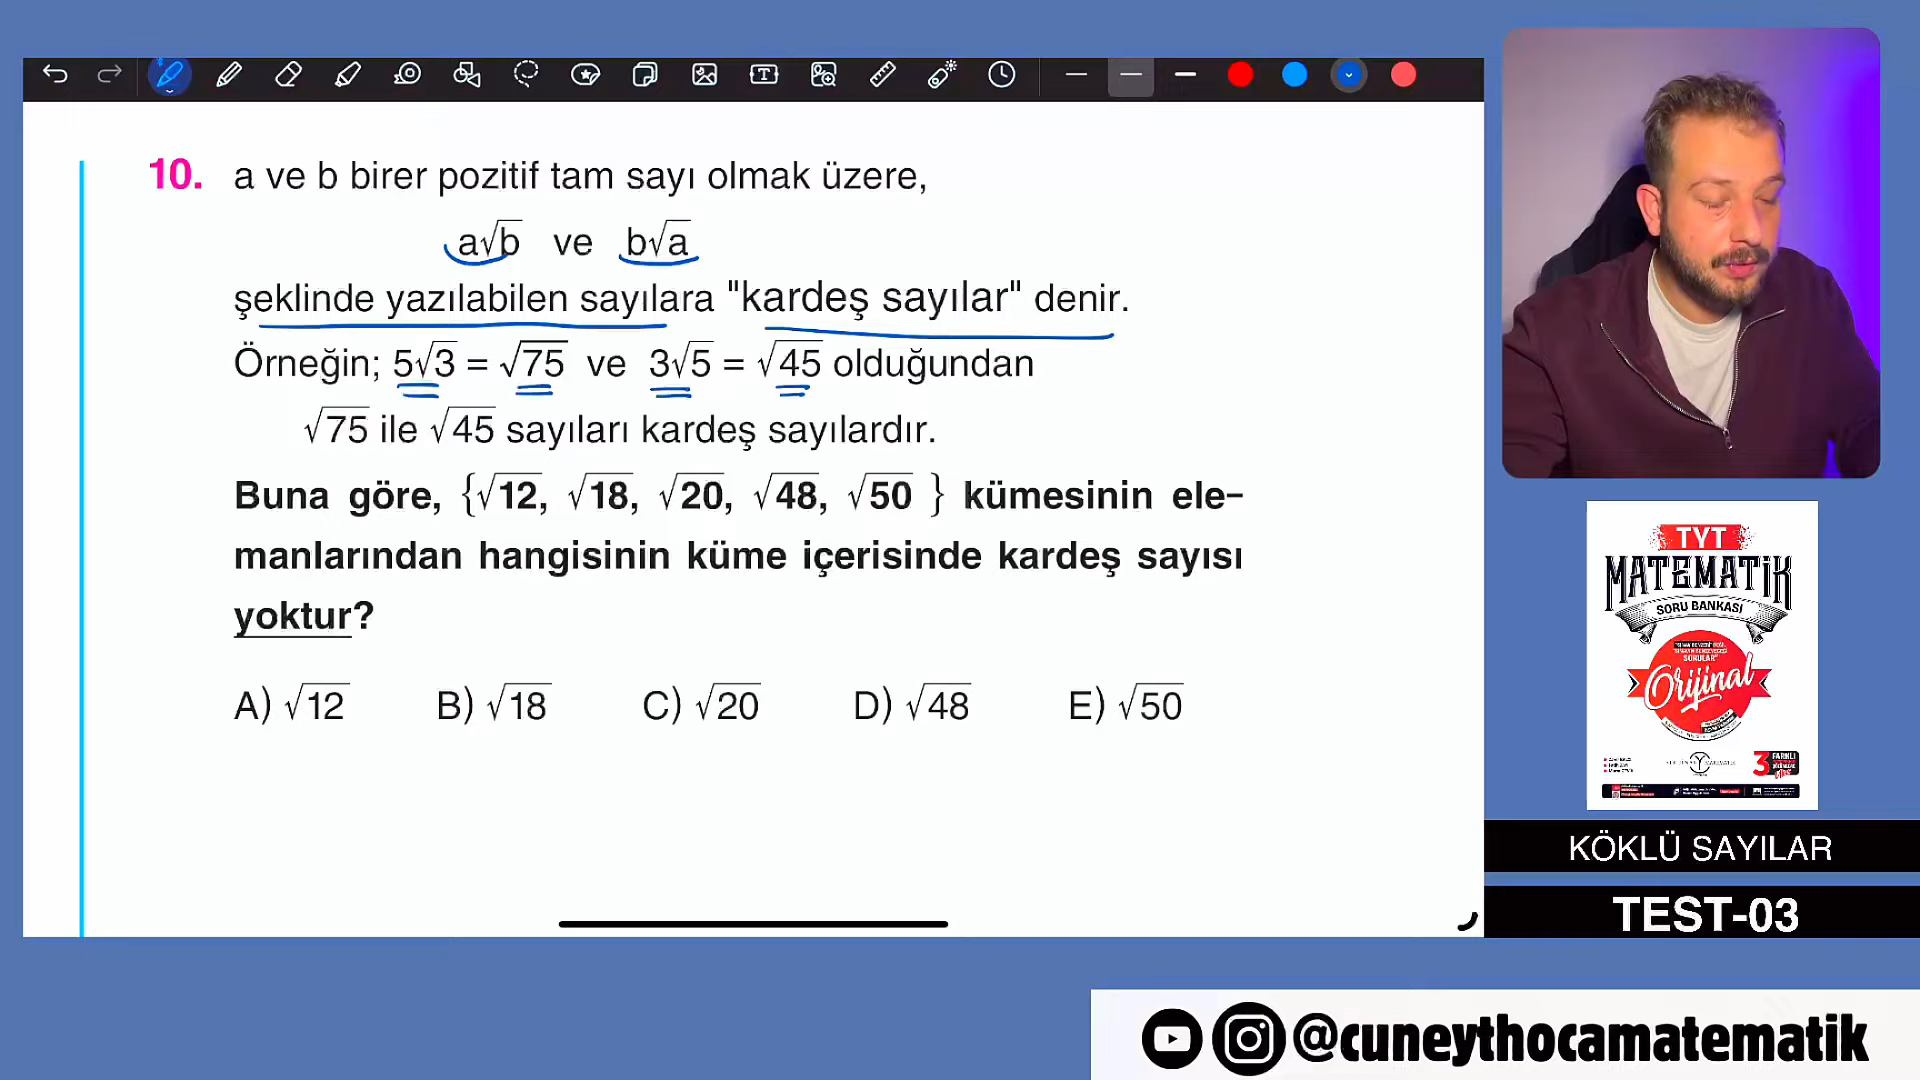 10. a ve b birer pozitif tam sayı olmak üzere,
a√b ve b√a
şeklinde yazılabilen sayılara "kardeş sayılar" denir.
Örneğin; 5√3 = √75 ve 3√5 = √45 olduğundan
√75 ile √45 sayıları kardeş sayılardır.
Buna göre, {√12, √18, √20, √48, √50 } kümesinin ele-
manlarından hangisinin küme içerisinde kardeş sayısı
yoktur?
A) √12 B) √18 C) √20 D) √48 E) √50
TYT
MATEMATİK
SORU BANKASI
SORULAR"
Orijinal
3 FARKLI
KÖKLÜ SAYILAR
TEST-03
@cuneythocamatematik